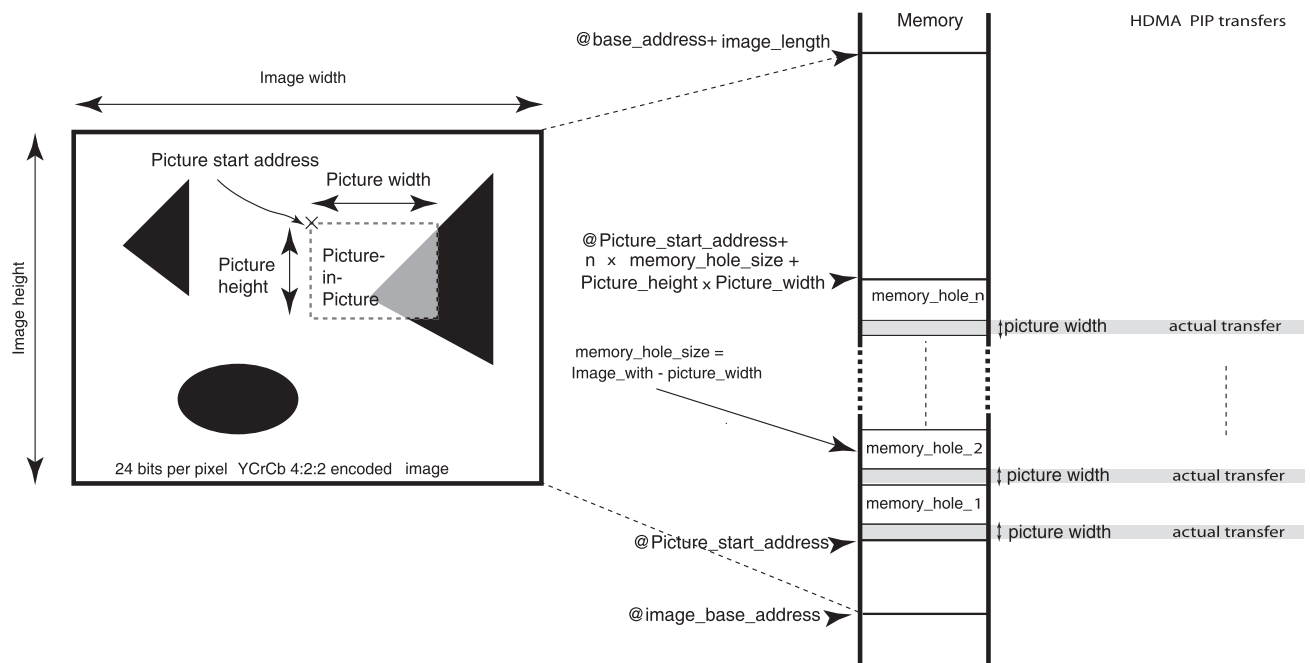 Memory
HDMA PIP transfers
@base_address+ image_length
Image width
Picture start address
Picture width
@Picture_start_address+
n x memory_hole_size +
Picture_height x Picture_width
Picture-
in-
Picture
Picture
height
Image height
memory_hole_n
picture width
actual transfer
memory_hole_size =
Image_with - picture_width
memory_hole_2
picture width
actual transfer
24 bits per pixel YCrCb 4:2:2 encoded image
memory_hole_1
picture width
actual transfer
@Picture_start_address
@image_base_address